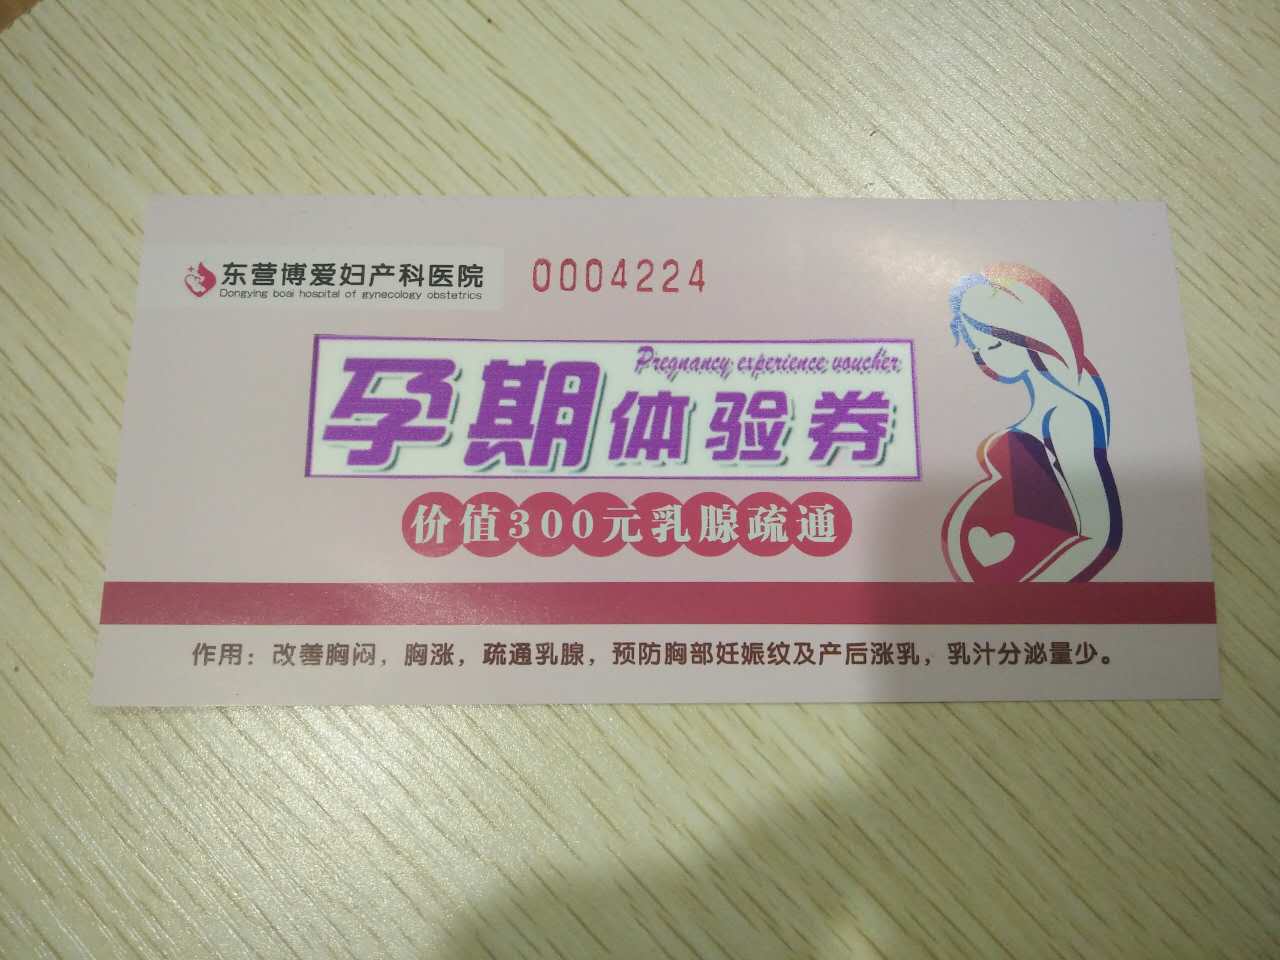 东营博爱妇产科医院
Dongying boai hospital of gynecology obstetrics
0004224
Pregnancy experience voucher
孕期体验券
价值300元乳腺疏通
作用：改善胸闷，胸涨，疏通乳腺，预防胸部妊娠纹及产后涨乳，乳汁分泌量少。